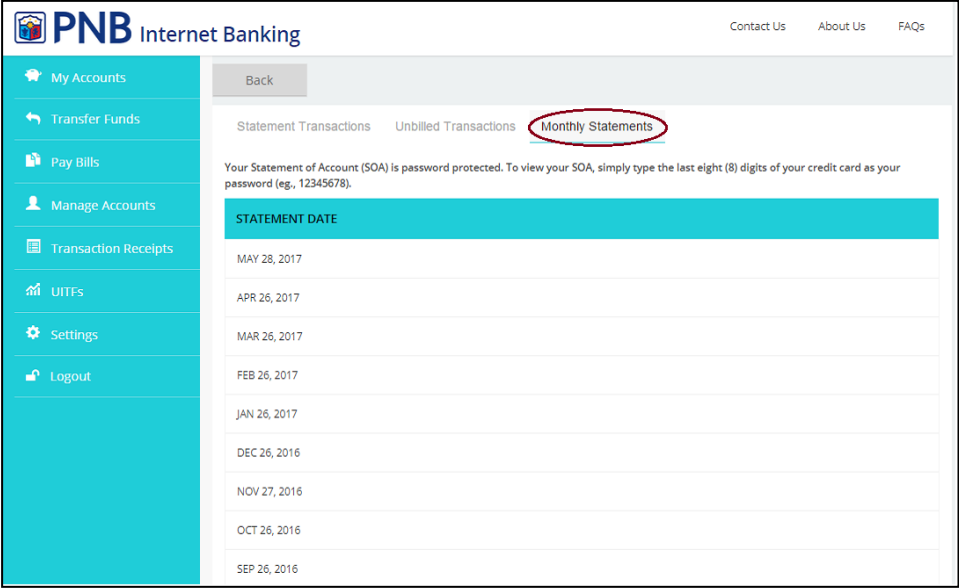 PNB Internet Banking
Contact Us
About Us
FAQs
My Accounts
Transfer Funds
Pay Bills
Manage Accounts
Transaction Receipts
UITFs
Settings
Logout
Back
Statement Transactions
Unbilled Transactions
Monthly Statements
Your Statement of Account (SOA) is password protected. To view your SOA, simply type the last eight (8) digits of your credit card as your
password (eg., 12345678).
STATEMENT DATE
MAY 28, 2017
APR 26, 2017
MAR 26, 2017
FEB 26, 2017
JAN 26, 2017
DEC 26, 2016
NOV 27, 2016
OCT 26, 2016
SEP 26, 2016